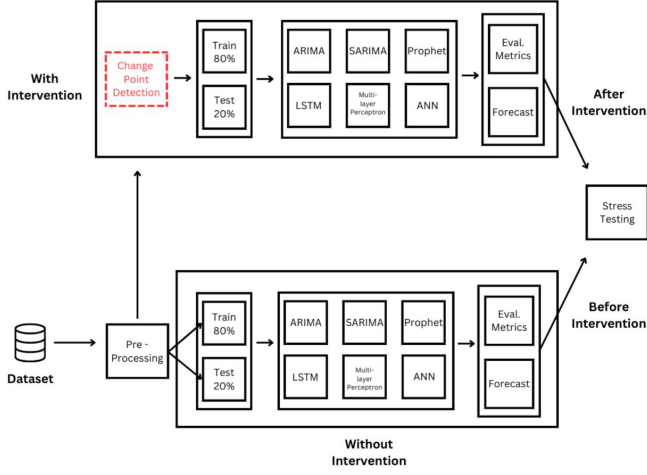 With
Intervention
Change
Point
Detection
Train
80%
Test
20%
ARIMA
SARIMA
Prophet
LSTM
Multi-
layer
Perceptron
ANN
Eval.
Metrics
Forecast
After
Intervention
Stress
Testing
Dataset
Pre -
Processing
Train
80%
Test
20%
ARIMA
SARIMA
Prophet
LSTM
Multi-
layer
Perceptron
ANN
Eval.
Metrics
Forecast
Before
Intervention
Without
Intervention